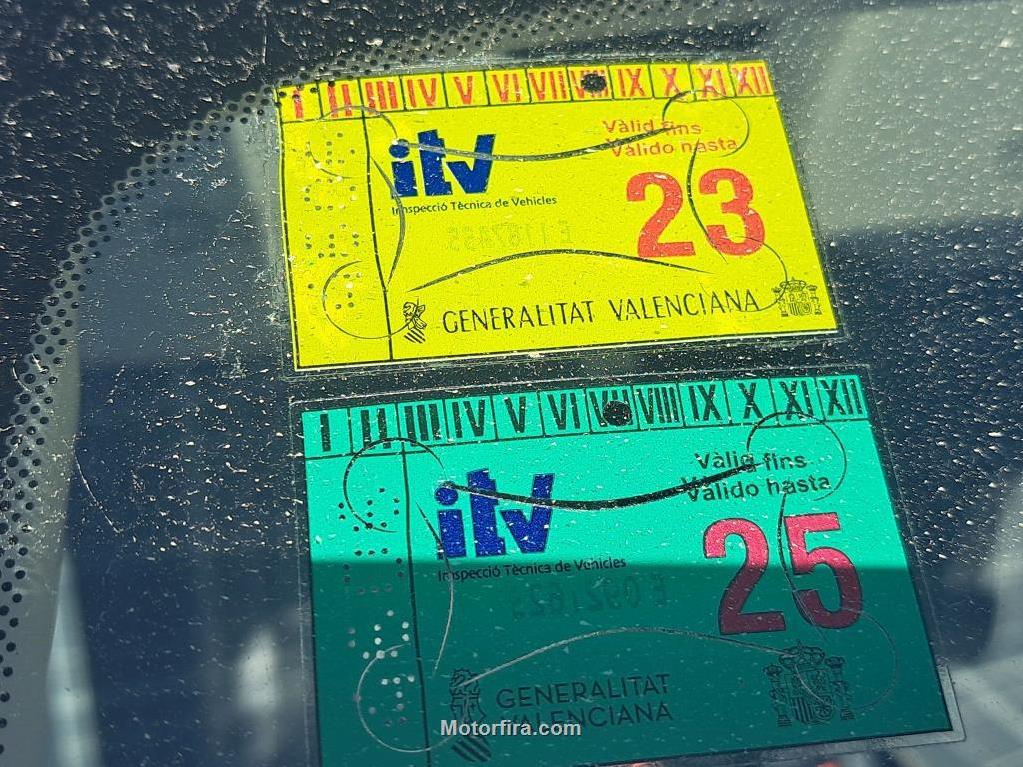 I II III IV V VI VII VIII IX X XI XII
itv
Vàlid fins
Válido hasta
23
Inspecció Tècnica de Vehicles
GENERALITAT VALENCIANA
I II III IV V VI VII VIII IX X XI XII
itv
Vàlid fins
Válido hasta
25
Inspecció Tècnica de Vehicles
GENERALITAT
VALENCIANA
Motorfira.com